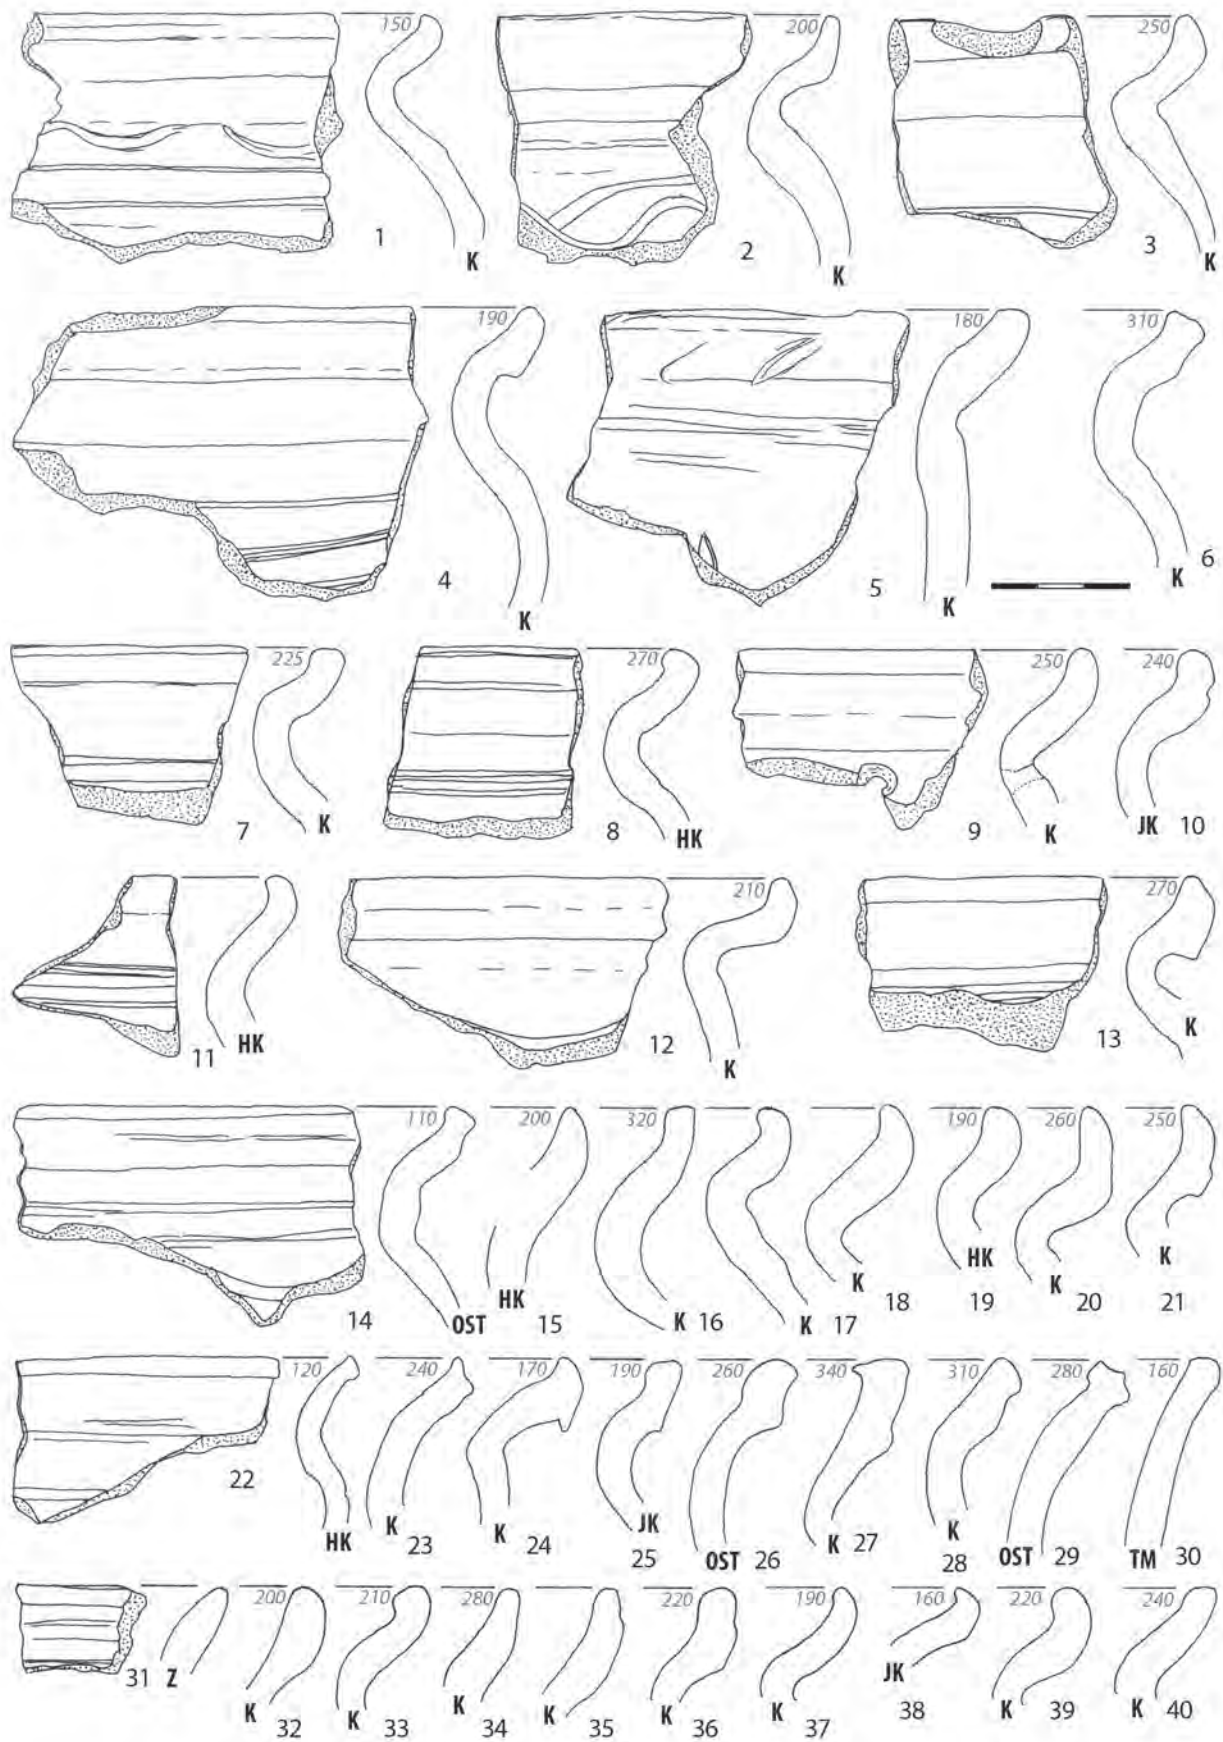 150 200 250
1 K 2 K 3 K
190 180 310
4 K 5 K 6 K
225 270 250 240
7 K 8 HK 9 K JK 10
210 270
11 HK 12 K 13 K
110 200 320 190 260 250
14 OST HK 15 K 16 K 17 K 18 HK 19 K 20 K 21
120 240 170 190 260 340 310 280 160
22 HK K 23 K 24 JK 25 OST 26 K 27 K 28 OST 29 TM 30
200 210 280 220 190 160 220 240
31 Z K 32 K 33 K 34 K 35 K 36 K 37 JK 38 K 39 K 40